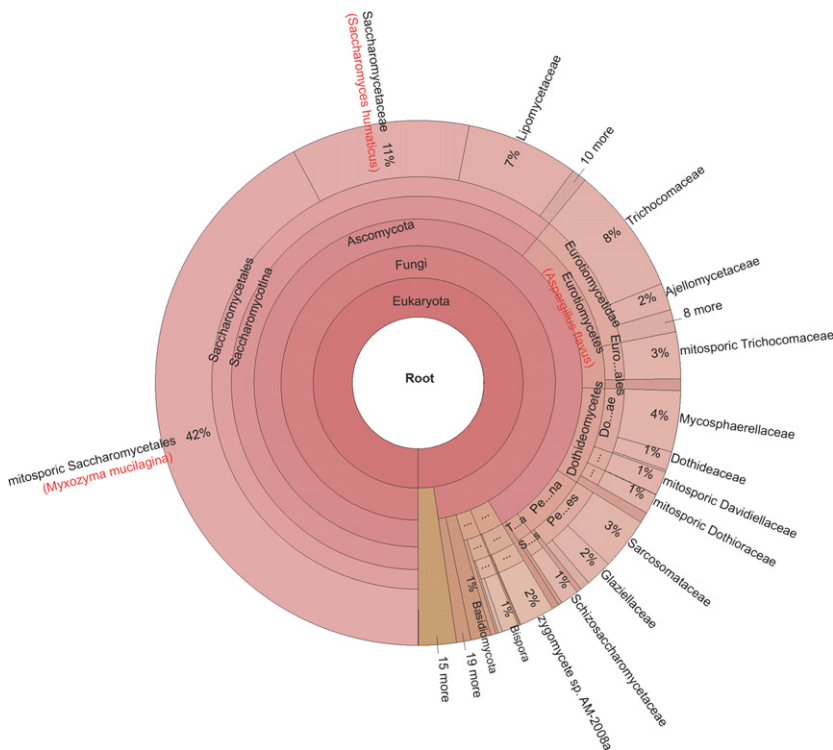 Saccharomycetaceae
(Saccharomyces humaticus)
11%
Lipomycetaceae
7%
10 more
Trichocomaceae
8%
Ajellomycetaceae
2%
8 more
mitosporic Trichocomaceae
3%
Mycosphaerellaceae
4%
Dothideaceae
1%
mitosporic Davidiellaceae
1%
mitosporic Dothioraceae
1%
Sarcosomataceae
3%
Glaziellaceae
2%
Schizosaccharomycetaceae
1%
zygomycete sp. AM-2008a
2%
Bispora
1%
Basidiomycota
1%
19 more
15 more
mitosporic Saccharomycetales 42%
(Myxozyma mucilagina)
Saccharomycetales
Saccharomycotina
Ascomycota
Fungi
Eukaryota
Root
Eurotiomycetidae
Eurotiomycetes
(Aspergillus flavus)
Euro...ales
Dothideomycetes
Do...ae
...
Pe...na
Pe...es
T...a
S...s
...
...
...
...
...
...